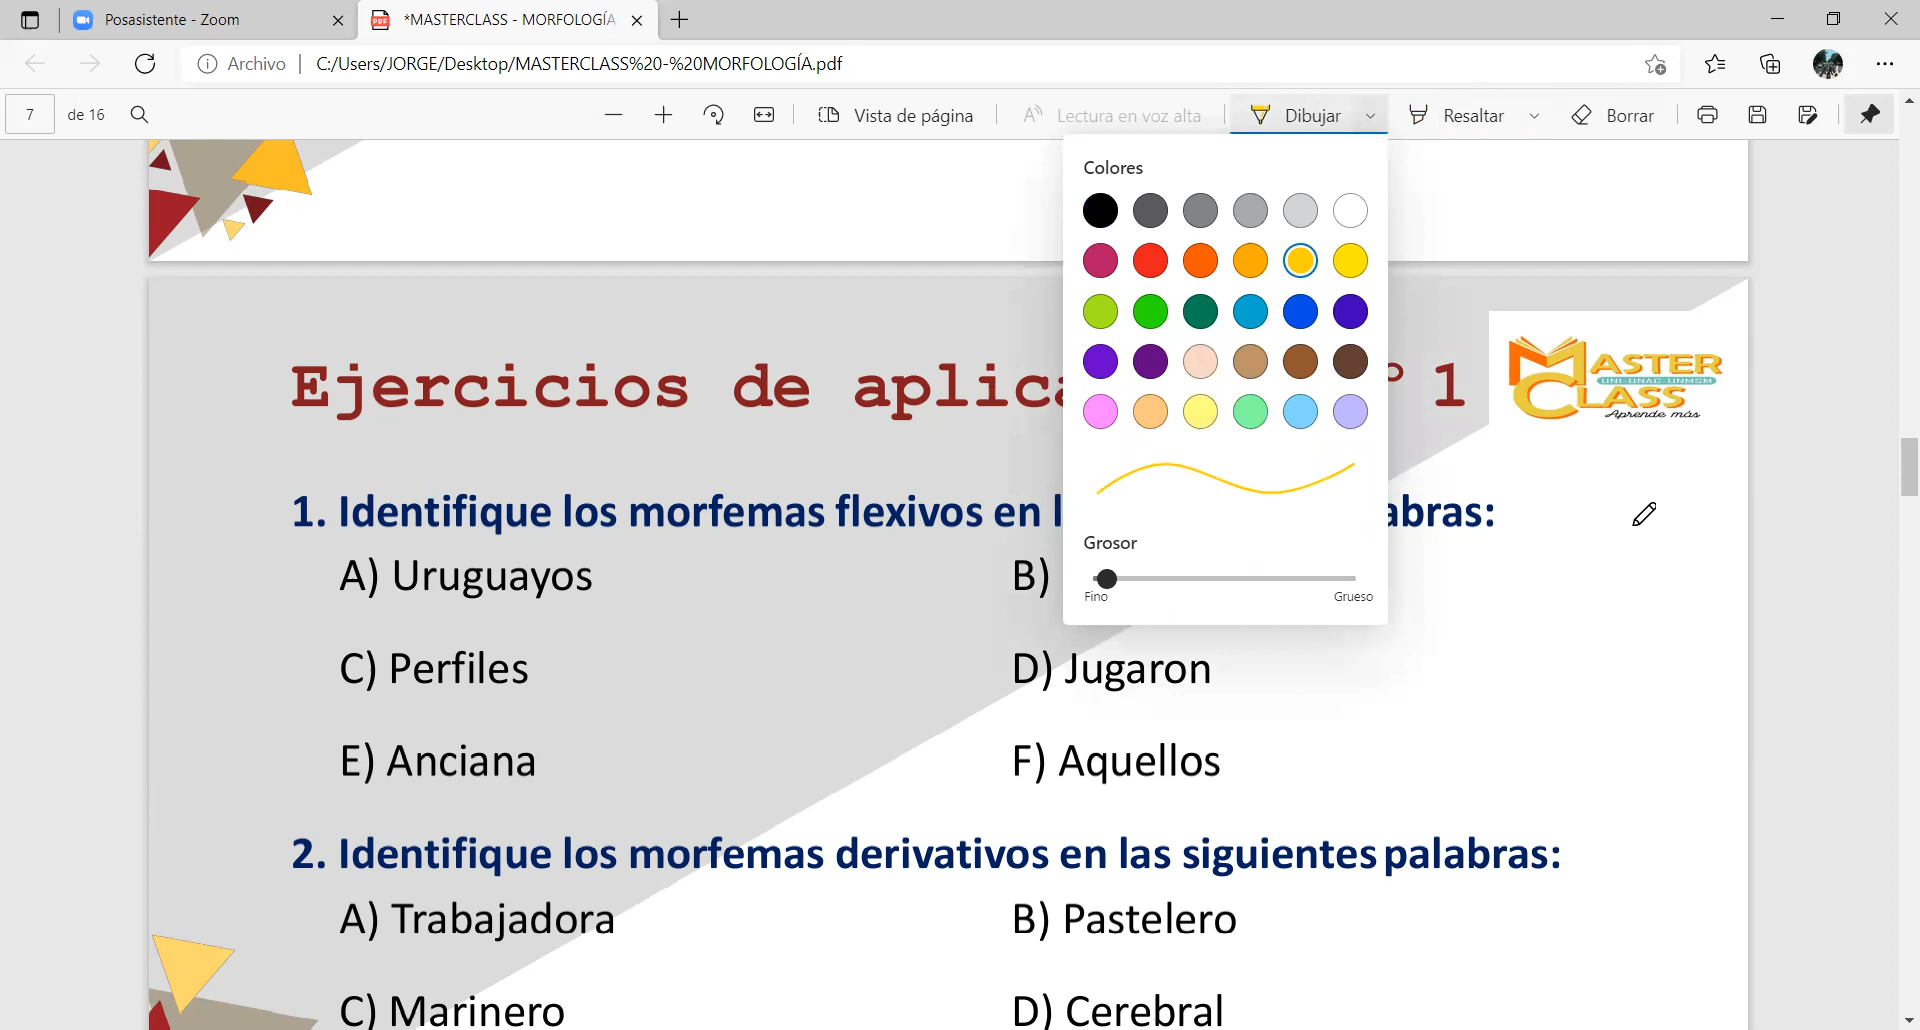 Posasistente - Zoom
*MASTERCLASS - MORFOLOGÍA
Archivo
C:/Users/JORGE/Desktop/MASTERCLASS%20-%20MORFOLOGÍA.pdf
7 de 16
Vista de página
Lectura en voz alta
Dibujar
Resaltar
Borrar
Colores
Grosor
Fino
Grueso
Ejercicios de 1
MASTER
UNI-UNAC-UNMSM
CLASS
Aprende más
1. Identifique los morfemas flexivos en
A) Uruguayos
B)
C) Perfiles
D) Jugaron
E) Anciana
F) Aquellos
2. Identifique los morfemas derivativos en las siguientes palabras:
A) Trabajadora
B) Pastelero
C) Marinero
D) Cerebral